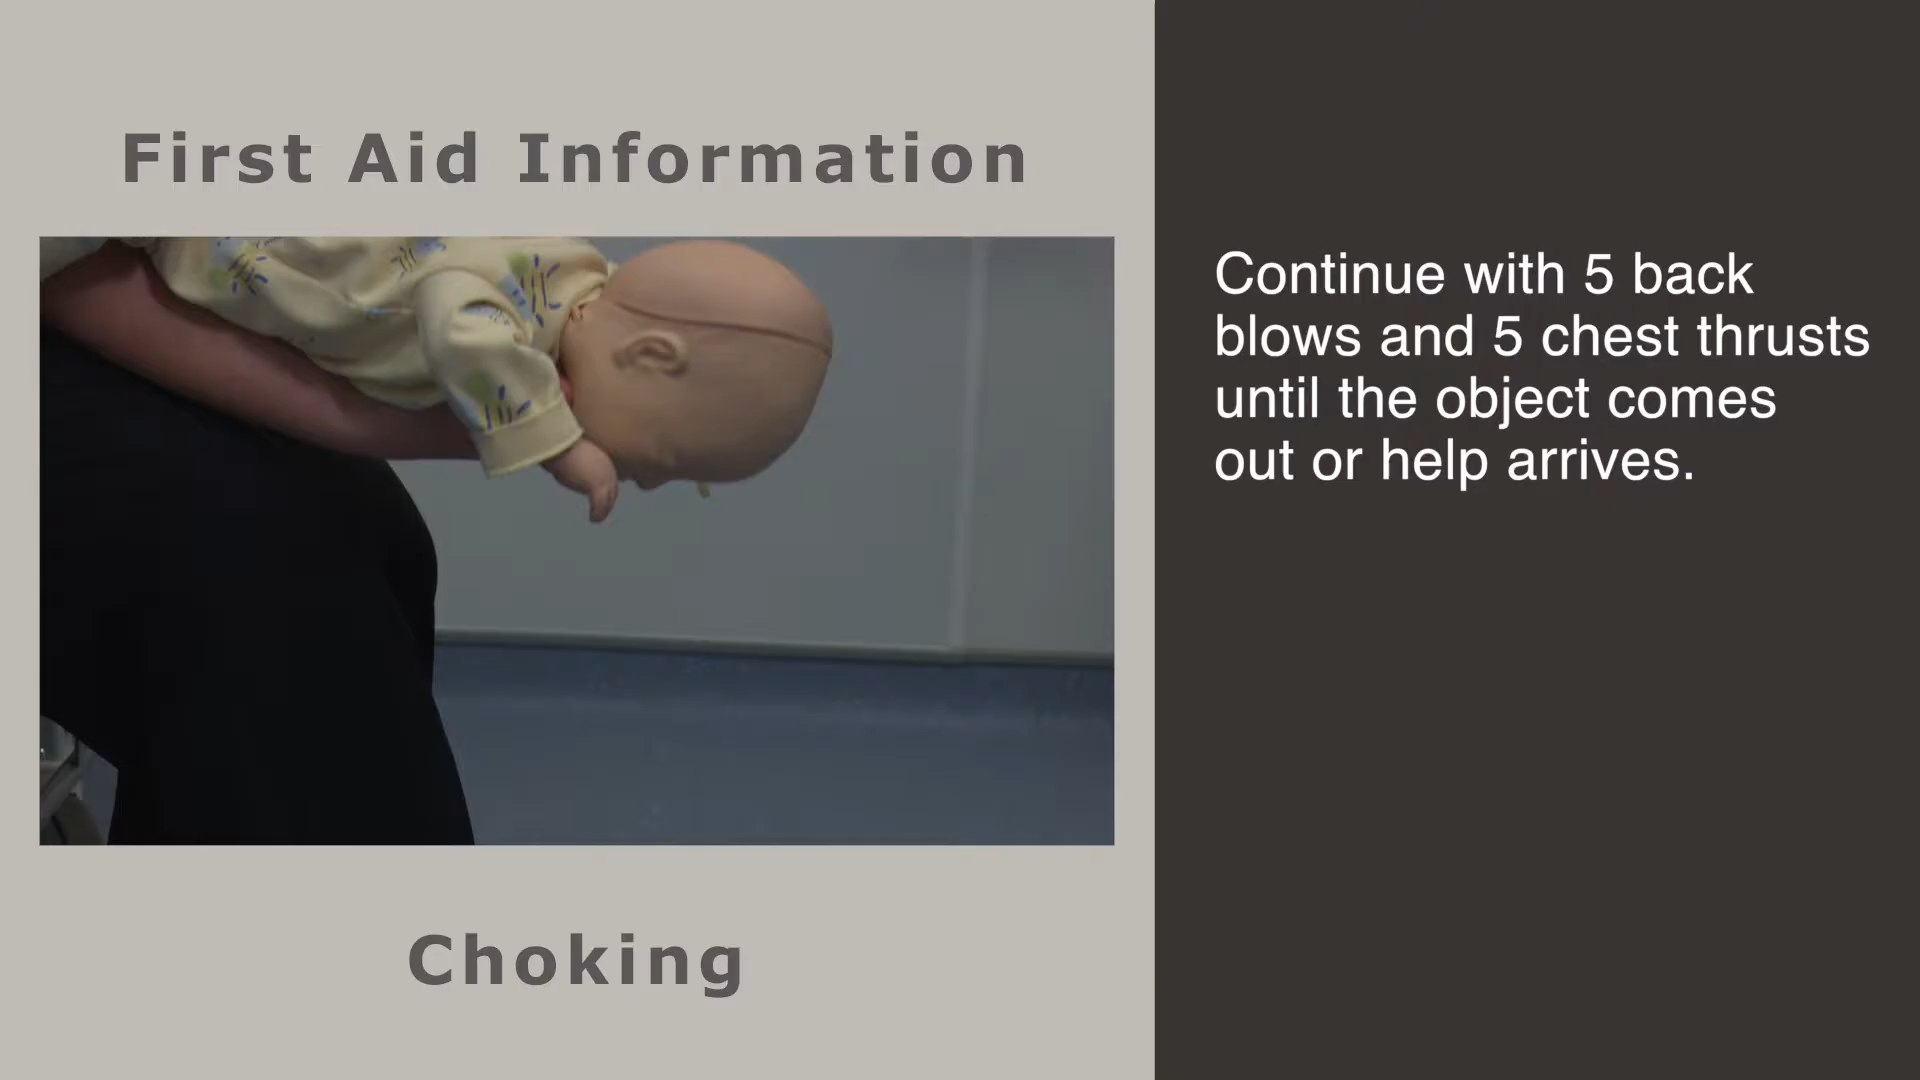 First Aid Information
Continue with 5 back
blows and 5 chest thrusts
until the object comes
out or help arrives.
Choking